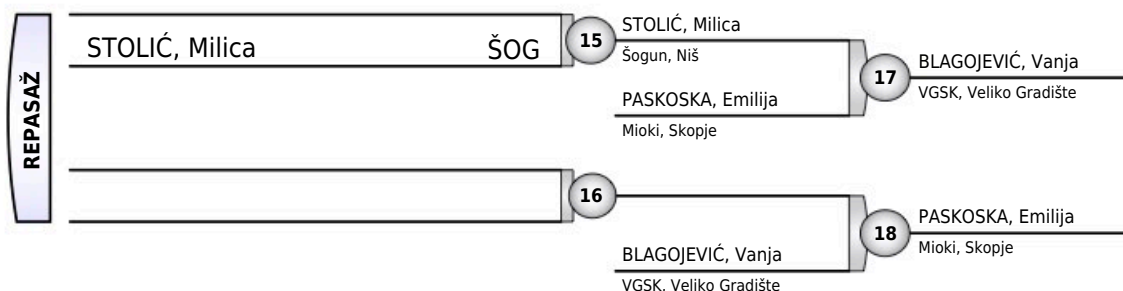 REPASAŽ
STOLIĆ, Milica ŠOG
15
STOLIĆ, Milica
Šogun, Niš
PASKOSKA, Emilija
Mioki, Skopje
17
BLAGOJEVIĆ, Vanja
VGSK, Veliko Gradište
16
BLAGOJEVIĆ, Vanja
VGSK, Veliko Gradište
18
PASKOSKA, Emilija
Mioki, Skopje